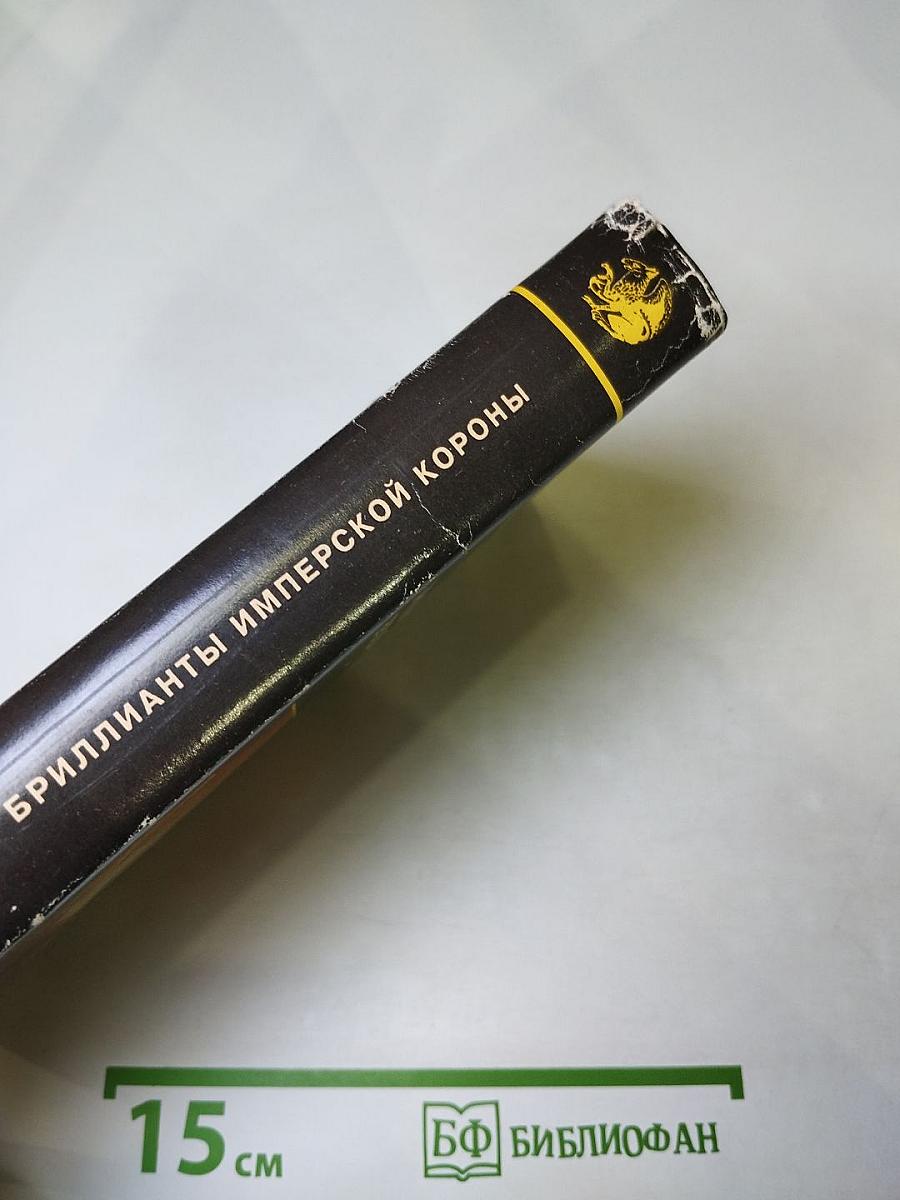 БРИЛЛИАНТЫ ИМПЕРСКОЙ КОРОНЫ
15 см
БФ БИБЛИОФАН